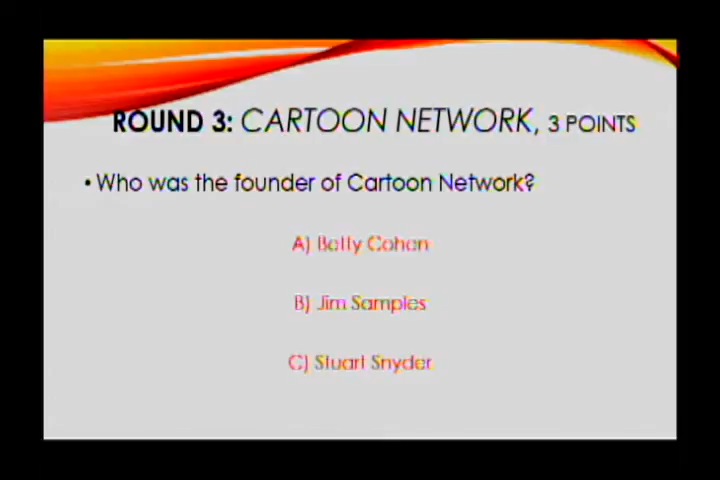 ROUND 3: CARTOON NETWORK, 3 POINTS
• Who was the founder of Cartoon Network?
A) Betty Cohen
B) Jim Samples
C) Stuart Snyder